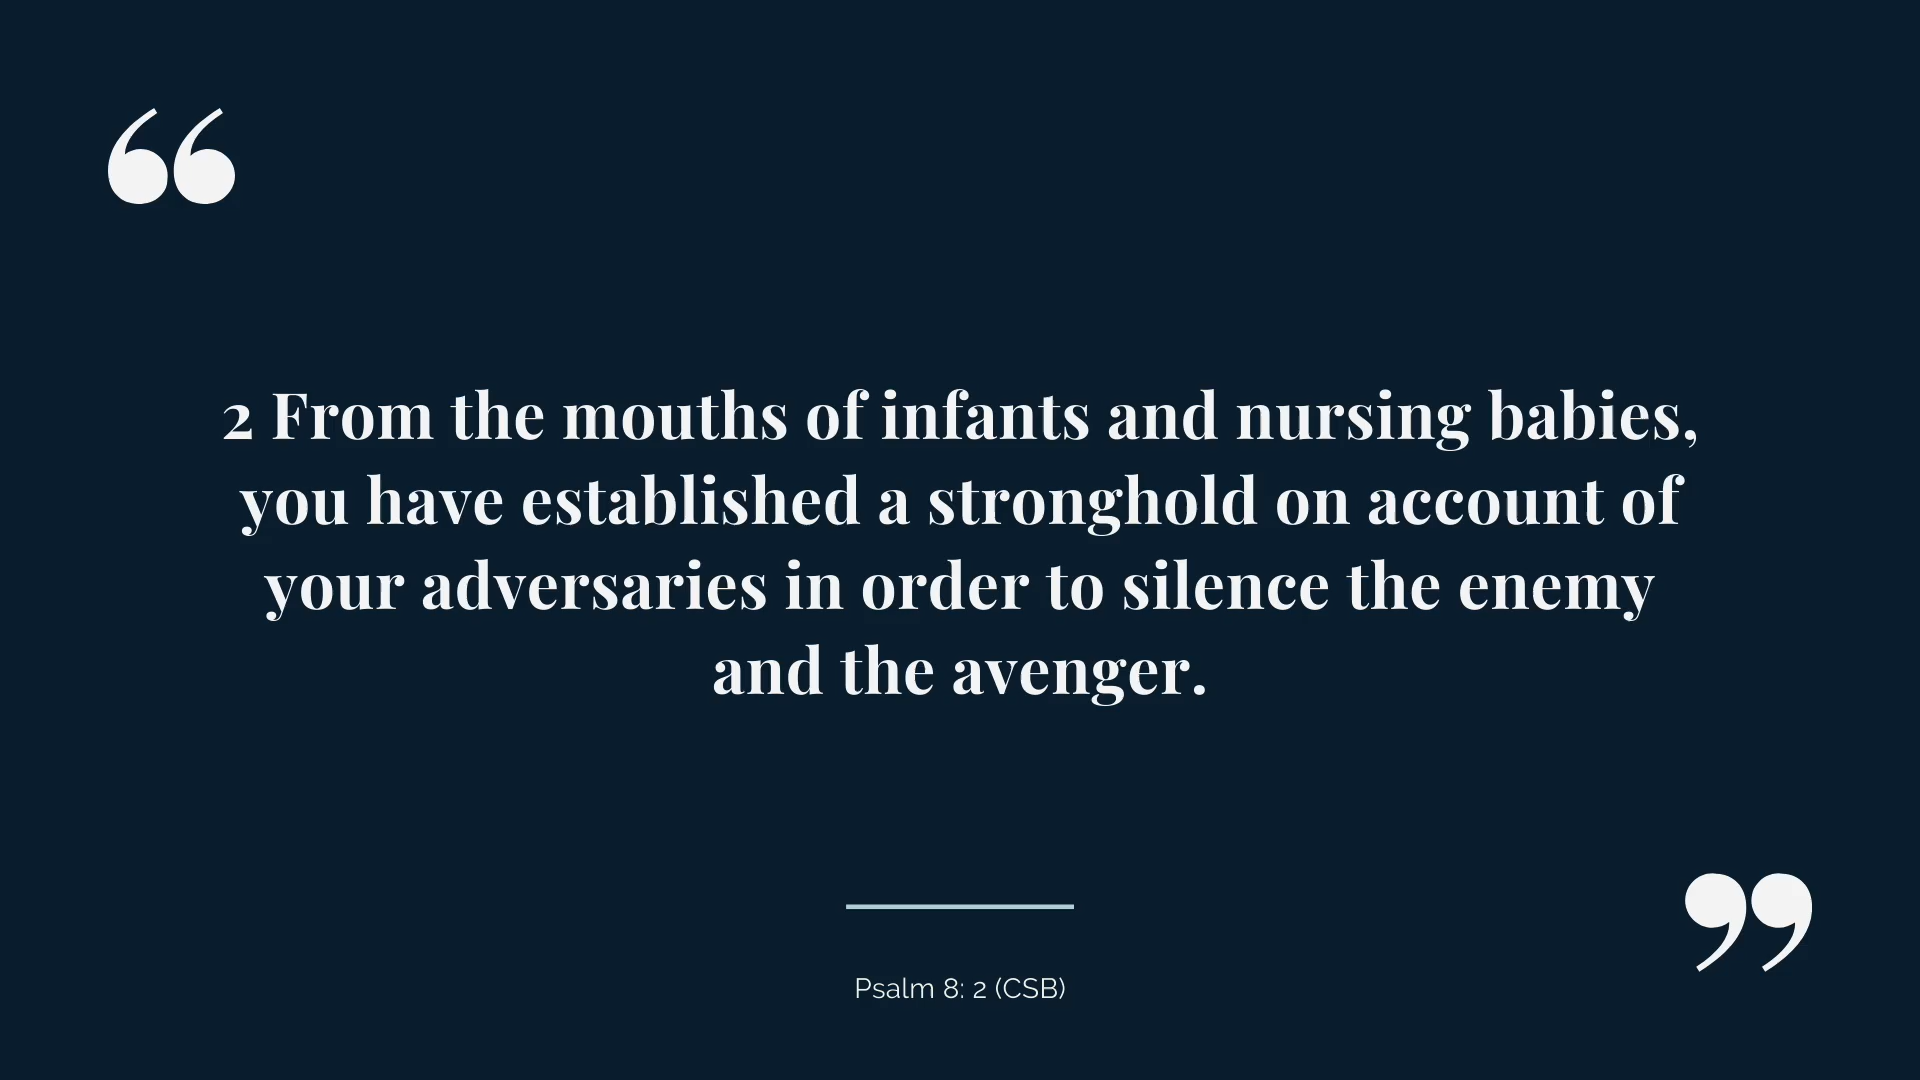 “
2 From the mouths of infants and nursing babies,
you have established a stronghold on account of
your adversaries in order to silence the enemy
and the avenger.
”
Psalm 8: 2 (CSB)